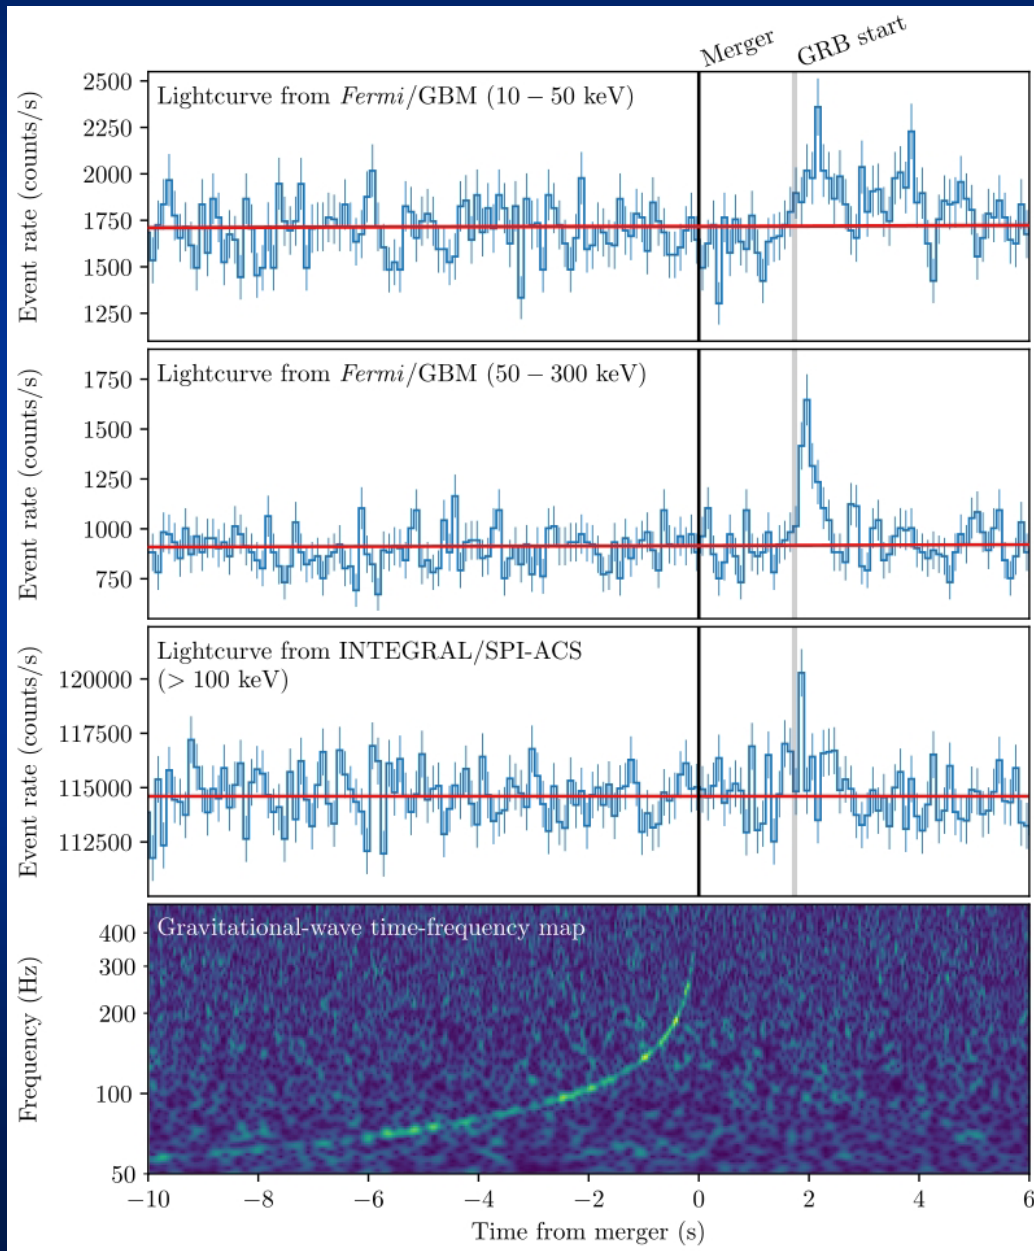 Merger
GRB start
Lightcurve from Fermi/GBM (10 − 50 keV)
Event rate (counts/s)
2500
2250
2000
1750
1500
1250
Lightcurve from Fermi/GBM (50 − 300 keV)
Event rate (counts/s)
1750
1500
1250
1000
750
Lightcurve from INTEGRAL/SPI-ACS
(> 100 keV)
Event rate (counts/s)
120000
117500
115000
112500
Gravitational-wave time-frequency map
Frequency (Hz)
400
300
200
100
50
−10 −8 −6 −4 −2 0 2 4 6
Time from merger (s)